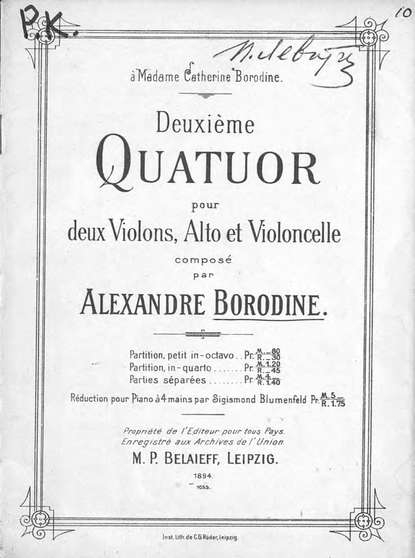 P.K.
10
à Madame Catherine Borodine.
Deuxième
QUATUOR
pour
deux Violons, Alto et Violoncelle
composé
par
ALEXANDRE BORODINE.
Partition, petit in-octavo.. Pr. M.—60 R.—30
Partition, in-quarto ....... Pr. M.1.20 R.—45
Parties séparées ........ Pr. M.4.— R.1.40
Réduction pour Piano à 4 mains par Sigismond Blumenfeld Pr. M.5.— R.1.75
Propriété de l'Editeur pour tous Pays.
Enregistré aux Archives de l'Union.
M. P. BELAIEFF, LEIPZIG.
1894.
Inst. Lith. de C.G. Röder, Leipzig.